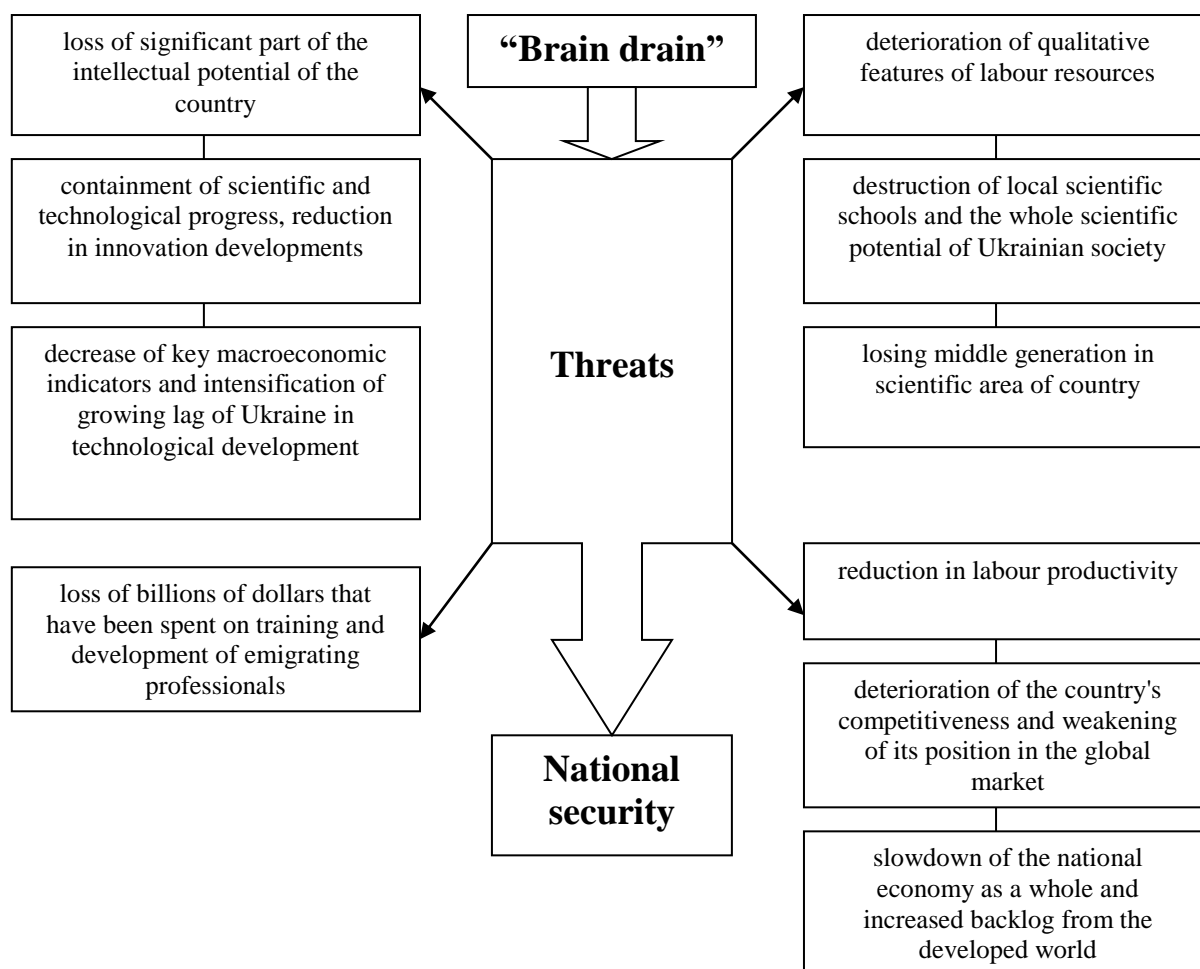 loss of significant part of the
intellectual potential of the
country
containment of scientific and
technological progress, reduction
in innovation developments
decrease of key macroeconomic
indicators and intensification of
growing lag of Ukraine in
technological development
loss of billions of dollars that
have been spent on training and
development of emigrating
professionals
“Brain drain”
Threats
National
security
deterioration of qualitative
features of labour resources
destruction of local scientific
schools and the whole scientific
potential of Ukrainian society
losing middle generation in
scientific area of country
reduction in labour productivity
deterioration of the country's
competitiveness and weakening
of its position in the global
market
slowdown of the national
economy as a whole and
increased backlog from the
developed world